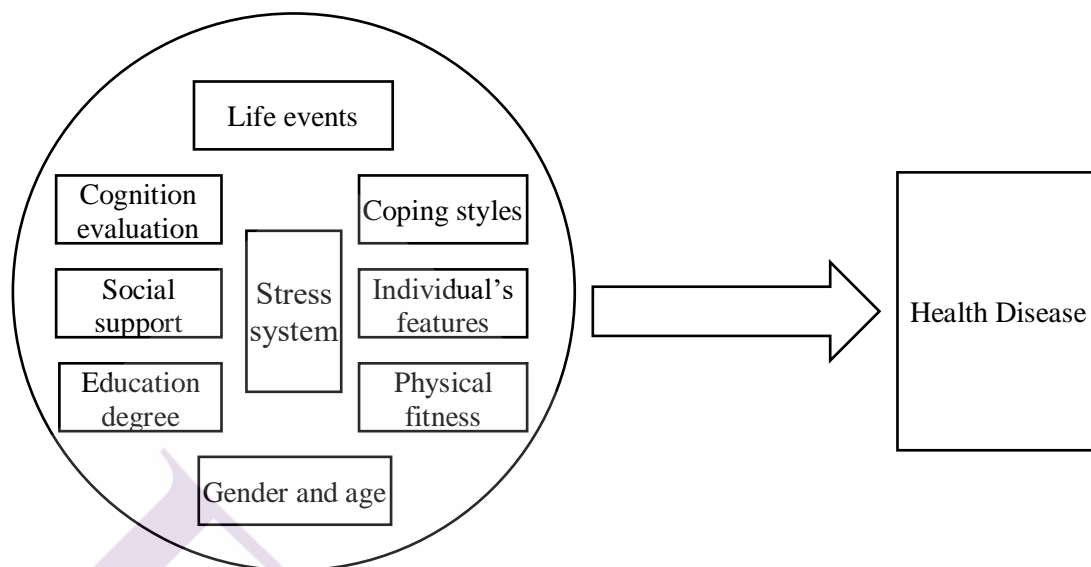 Life events
Cognition
evaluation
Coping styles
Stress
system
Social
support
Individual’s
features
Education
degree
Physical
fitness
Gender and age
Health Disease